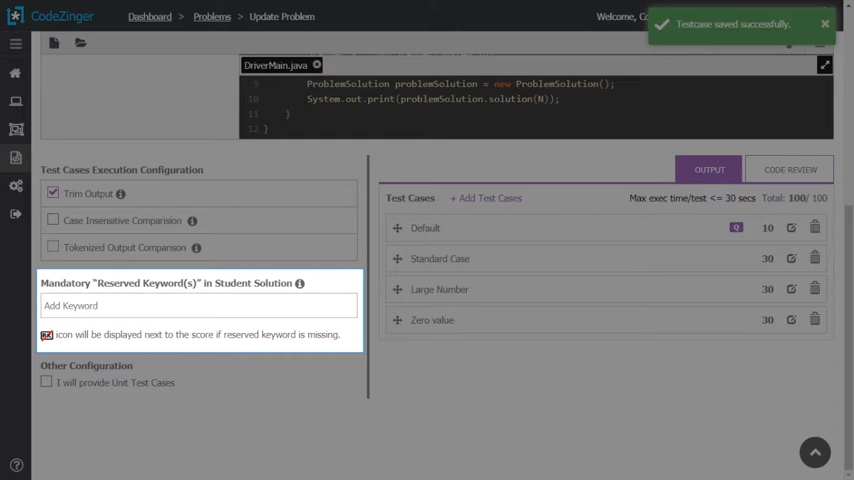 CodeZinger
Dashboard > Problems > Update Problem
Welcome, Co
Testcase saved successfully. ×
DriverMain.java
9 ProblemSolution problemSolution = new ProblemSolution();
10 System.out.print(problemSolution.solution(N));
11 }
12 }
Test Cases Execution Configuration
Trim Output
Case Insensitive Comparision
Tokenized Output Comparison
Mandatory “Reserved Keyword(s)” in Student Solution
Add Keyword
icon will be displayed next to the score if reserved keyword is missing.
Other Configuration
I will provide Unit Test Cases
OUTPUT
CODE REVIEW
Test Cases + Add Test Cases Max exec time/test <= 30 secs Total: 100/ 100
Default Q 10
Standard Case 30
Large Number 30
Zero value 30